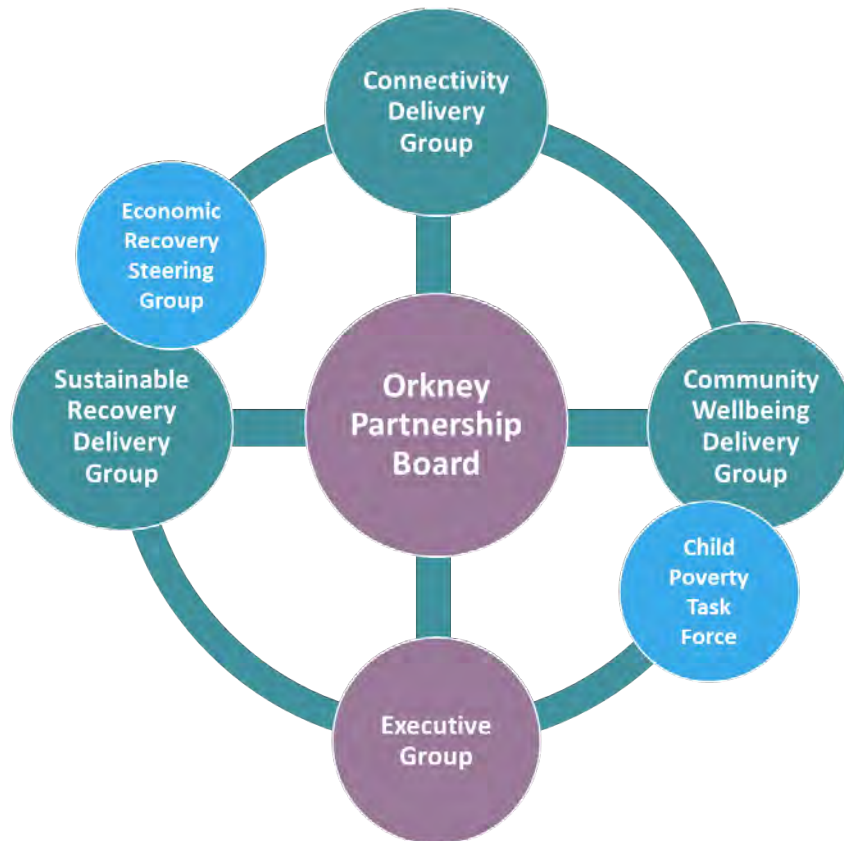 Connectivity
Delivery
Group
Economic
Recovery
Steering
Group
Sustainable
Recovery
Delivery
Group
Orkney
Partnership
Board
Community
Wellbeing
Delivery
Group
Child
Poverty
Task
Force
Executive
Group